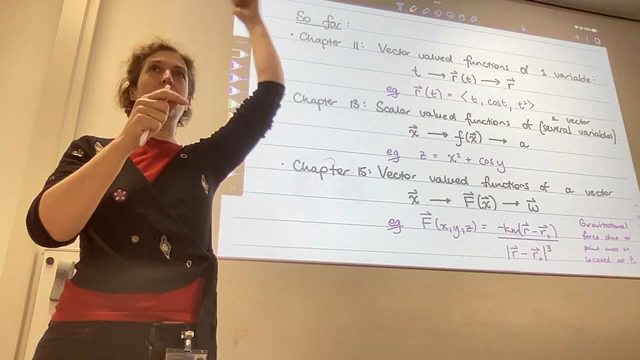 So far:
• Chapter 11: Vector valued functions of 1 variable:
t → r⃗(t) → r⃗
eg r⃗(t) = <t, cost, t²>
Chapter 13: Scalar valued functions of a vector (several variables)
x⃗ → f(x⃗) → a
eg z = x² + cosy
• Chapter 15: Vector valued functions of a vector
x⃗ → F⃗(x⃗) → w⃗
eg F⃗(x,y,z) = -km(r⃗-r⃗₀) / |r⃗-r⃗₀|³
Gravitational
force due to
point mass
located at